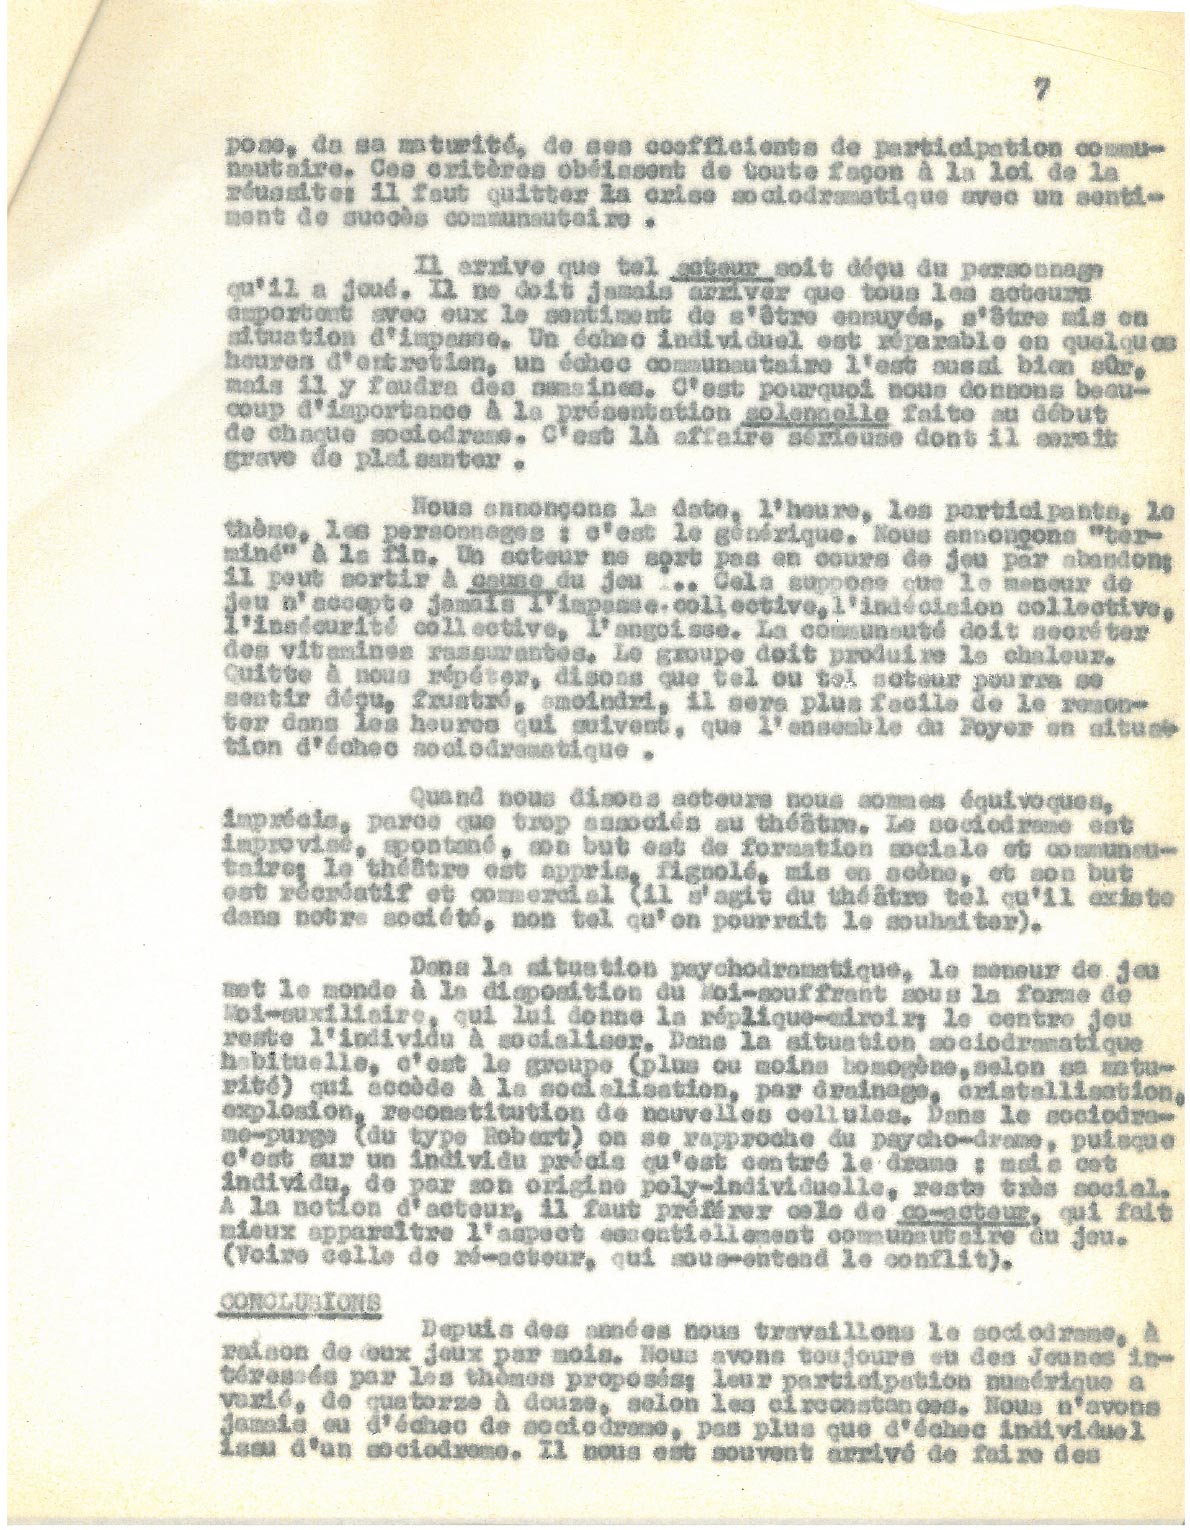 7
pose, de sa maturité, de ses coefficients de participation commu-
nautaire. Ces critères obéissent de toute façon à la loi de la
réussite; il faut quitter la crise sociodramatique avec un senti-
ment de succès communautaire .
Il arrive que tel acteur soit déçu du personnage
qu'il a joué. Il ne doit jamais arriver que tous les acteurs
emportent avec eux le sentiment de s'être ennuyés, s'être mis en
situation d'impasse. Un échec individuel est réparable en quelques
heures d'entretien, un échec communautaire l'est aussi bien sûr,
mais il y faudra des semaines. C'est pourquoi nous donnons beau-
coup d'importance à la présentation solennelle faite au début
de chaque sociodrame. C'est là affaire sérieuse dont il serait
grave de plaisanter .
Nous annonçons la date, l'heure, les participants, le
thème, les personnages : c'est le générique. Nous annonçons "ter-
miné" à la fin. Un acteur ne sort pas en cours de jeu par abandon;
il peut sortir à cause du jeu ... Cela suppose que le meneur de
jeu n'accepte jamais l'impasse collective, l'indécision collective,
l'insécurité collective, l'angoisse. La communauté doit secréter
des vitamines rassurantes. Le groupe doit produire la chaleur.
Quitte à nous répéter, disons que tel ou tel acteur pourra se
sentir déçu, frustré, amoindri, il sera plus facile de le remon-
ter dans les heures qui suivent, que l'ensemble du Foyer en situa-
tion d'échec sociodramatique .
Quand nous disons acteurs nous sommes équivoques,
imprécis, parce que trop associés au théâtre. Le sociodrame est
improvisé, spontané, son but est de formation sociale et communau-
taire; le théâtre est appris, fignolé, mis en scène, et son but
est récréatif et commercial (il s'agit du théâtre tel qu'il existe
dans notre société, non tel qu'on pourrait le souhaiter).
Dans la situation psychodramatique, le meneur de jeu
met le monde à la disposition du Moi-souffrant sous la forme de
Moi-auxiliaire, qui lui donne la réplique-miroir; le centre jeu
reste l'individu à socialiser. Dans la situation sociodramatique
habituelle, c'est le groupe (plus ou moins homogène, selon sa matu-
rité) qui accède à la socialisation, par drainage, cristallisation,
explosion, reconstitution de nouvelles cellules. Dans le sociodra-
me-purge (du type Robert) on se rapproche du psycho-drame, puisque
c'est sur un individu précis qu'est centré le drame : mais cet
individu, de par son origine poly-individuelle, reste très social.
A la notion d'acteur, il faut préférer cele de co-acteur, qui fait
mieux apparaître l'aspect essentiellement communautaire du jeu.
(Voire celle de ré-acteur, qui sous-entend le conflit).
CONCLUSIONS
Depuis des années nous travaillons le sociodrame, à
raison de eux jeux par mois. Nous avons toujours eu des Jeunes in-
téressés par les thèmes proposés; leur participation numérique a
varié, de quatorze à douze, selon les circonstances. Nous n'avons
jamais eu d'échec de sociodrame, pas plus que d'échec individuel
issu d'un sociodrame. Il nous est souvent arrivé de faire des